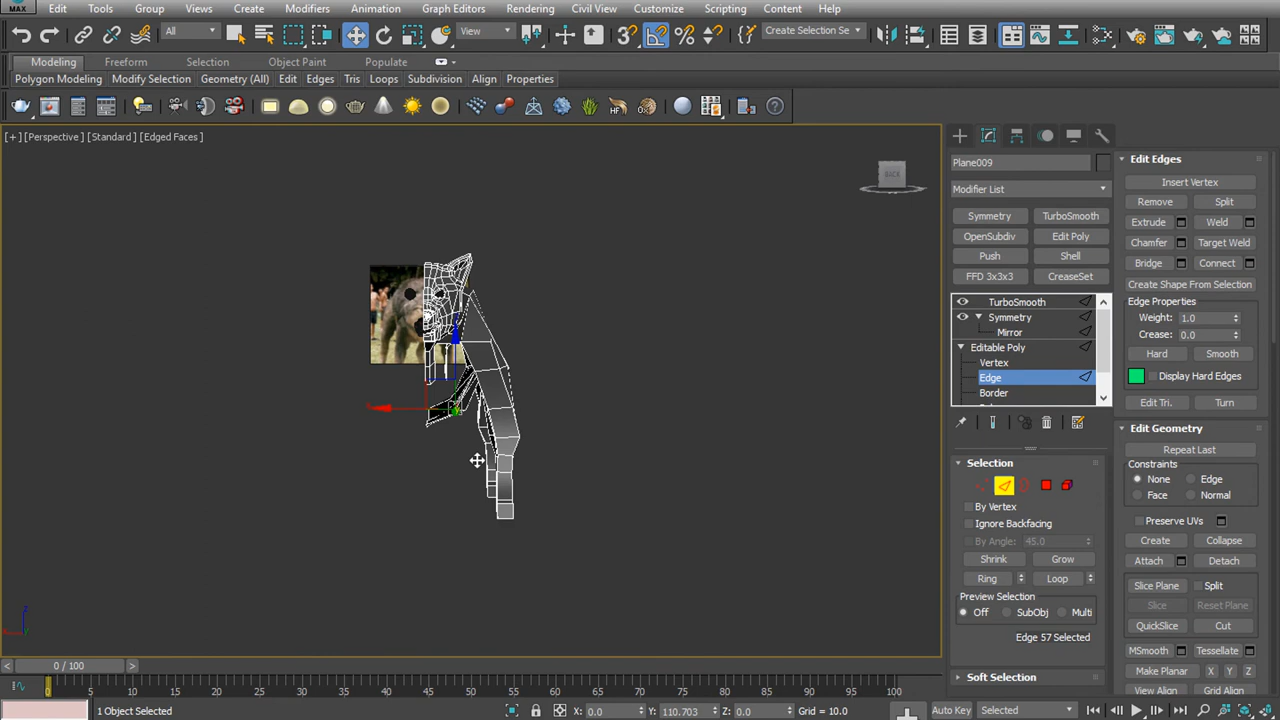 MAX Edit Tools Group Views Create Modifiers Animation Graph Editors Rendering Civil View Customize Scripting Content Help
All View Create Selection Se
Modeling Freeform Selection Object Paint Populate
Polygon Modeling Modify Selection Geometry (All) Edit Edges Tris Loops Subdivision Align Properties
[+] [Perspective] [Standard] [Edged Faces]
BACK
Plane009
Modifier List
Symmetry TurboSmooth
OpenSubdiv Edit Poly
Push Shell
FFD 3x3x3 CreaseSet
TurboSmooth
Symmetry
Mirror
Editable Poly
Vertex
Edge
Border
Selection
By Vertex
Ignore Backfacing
By Angle: 45.0
Shrink Grow
Ring Loop
Preview Selection
Off SubObj Multi
Edge 57 Selected
Soft Selection
Edit Edges
Insert Vertex
Remove Split
Extrude Weld
Chamfer Target Weld
Bridge Connect
Create Shape From Selection
Edge Properties
Weight: 1.0
Crease: 0.0
Hard Smooth
Display Hard Edges
Edit Tri. Turn
Edit Geometry
Repeat Last
Constraints
None Edge
Face Normal
Preserve UVs
Create Collapse
Attach Detach
Slice Plane Split
Slice Reset Plane
QuickSlice Cut
MSmooth Tessellate
Make Planar X Y Z
View Align Grid Align
0 / 100
0 5 10 15 20 25 30 35 40 45 50 55 60 65 70 75 80 85 90 95 100
1 Object Selected X: 0.0 Y: 110.703 Z: 0.0 Grid = 10.0 Auto Key Selected